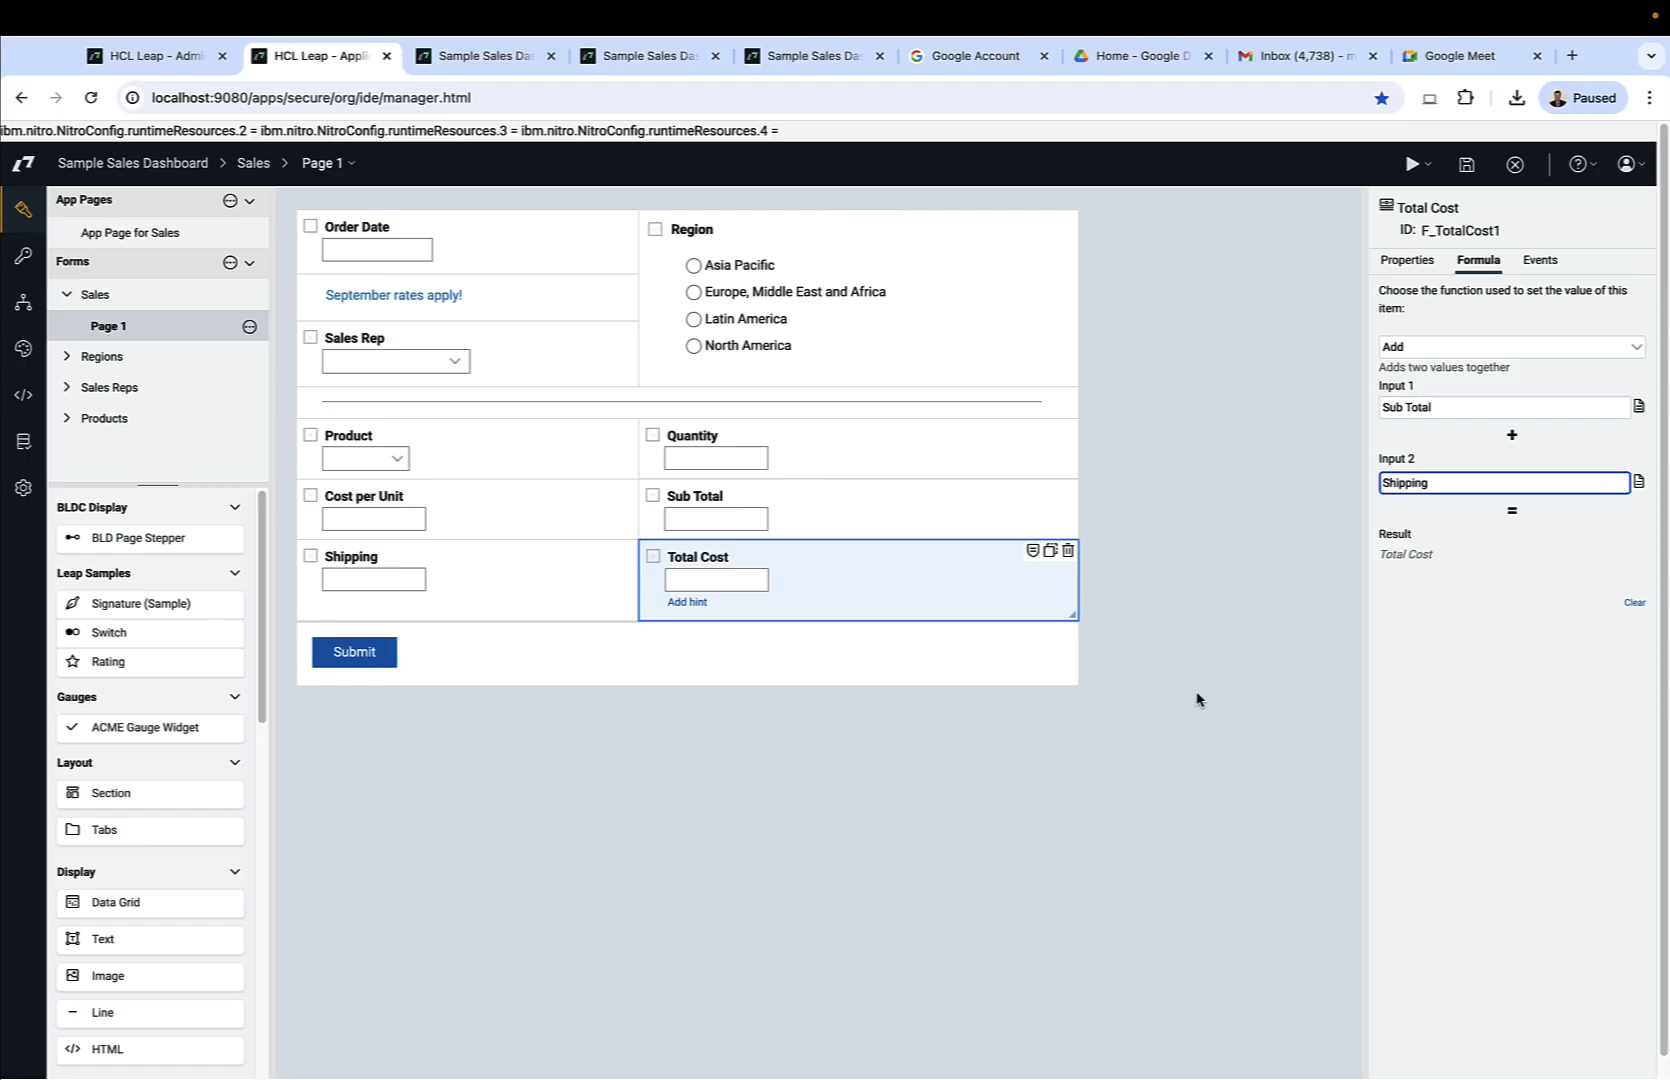 HCL Leap - Admi
HCL Leap - Appli
Sample Sales Das
Sample Sales Das
Sample Sales Das
Google Account
Home - Google D
Inbox (4,738) - m
Google Meet
localhost:9080/apps/secure/org/ide/manager.html
Paused
ibm.nitro.NitroConfig.runtimeResources.2 = ibm.nitro.NitroConfig.runtimeResources.3 = ibm.nitro.NitroConfig.runtimeResources.4 =
Sample Sales Dashboard > Sales > Page 1
App Pages
App Page for Sales
Forms
Sales
Page 1
Regions
Sales Reps
Products
BLDC Display
BLD Page Stepper
Leap Samples
Signature (Sample)
Switch
Rating
Gauges
ACME Gauge Widget
Layout
Section
Tabs
Display
Data Grid
Text
Image
Line
HTML
Order Date
September rates apply!
Sales Rep
Region
Asia Pacific
Europe, Middle East and Africa
Latin America
North America
Product
Quantity
Cost per Unit
Sub Total
Shipping
Total Cost
Add hint
Submit
Total Cost
ID: F_TotalCost1
Properties
Formula
Events
Choose the function used to set the value of this
item:
Add
Adds two values together
Input 1
Sub Total
+
Input 2
Shipping
=
Result
Total Cost
Clear